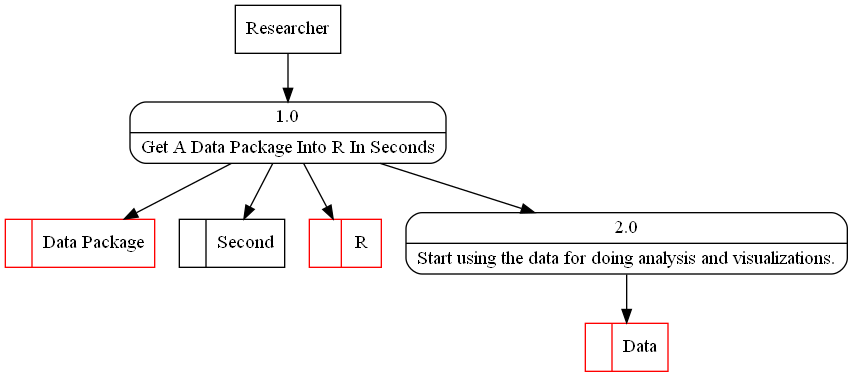 Researcher
1.0
Get A Data Package Into R In Seconds
Data Package
Second
R
2.0
Start using the data for doing analysis and visualizations.
Data